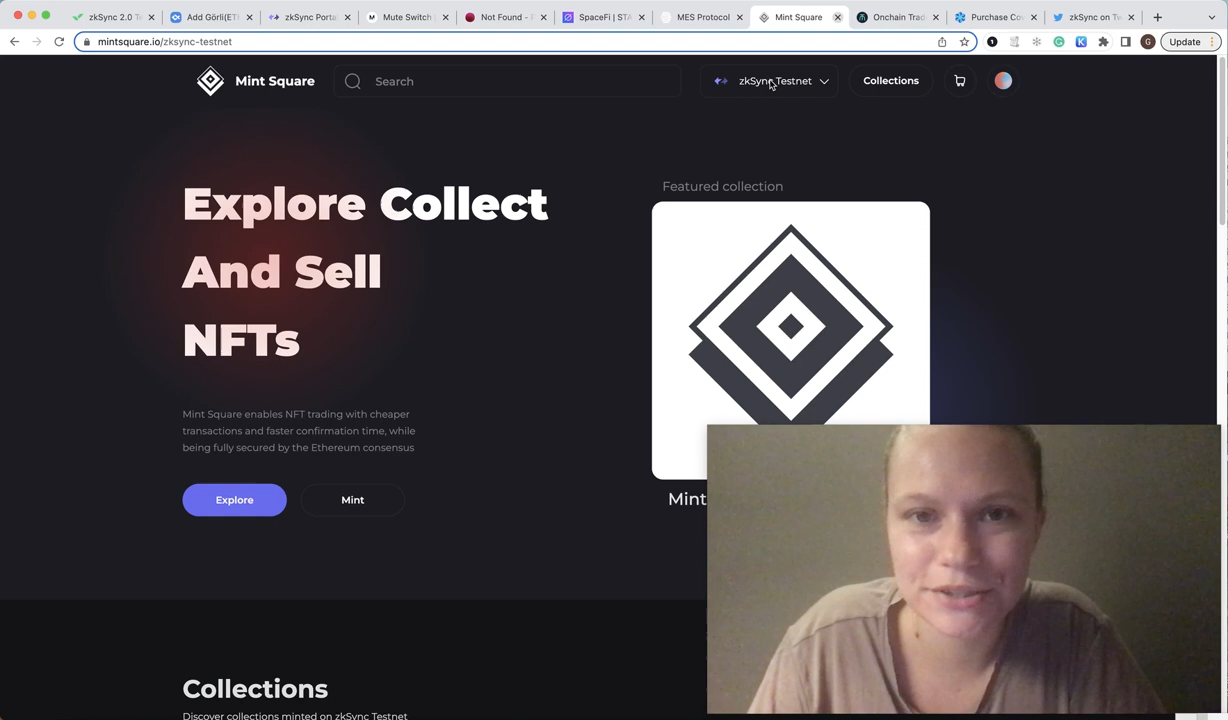 zkSync 2.0 Te
Add Görli(ET
zkSync Porta
Mute Switch
Not Found -
SpaceFi | STA
MES Protocol
Mint Square
Onchain Trad
Purchase Cov
zkSync on Tw
mintsquare.io/zksync-testnet
Update
Mint Square
Search
zkSync Testnet
Collections
Explore Collect
And Sell
NFTs
Featured collection
Mint Square enables NFT trading with cheaper
transactions and faster confirmation time, while
being fully secured by the Ethereum consensus
Explore
Mint
Mint
Collections
Discover collections minted on zkSync Testnet